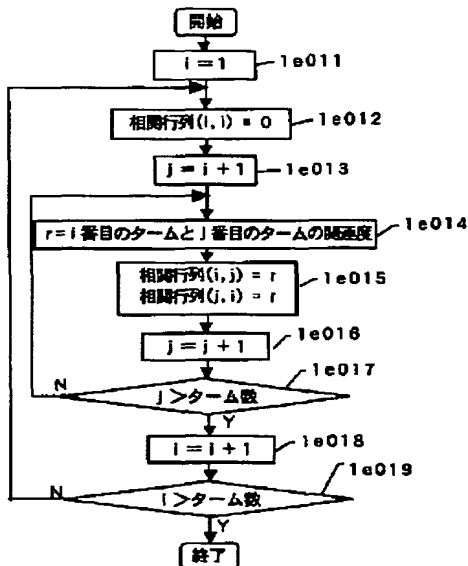 開始
i = 1
1e011
相関行列(i, i) = 0
1e012
j = i + 1
1e013
r = i 番目のタームと j 番目のタームの関連度
1e014
相関行列(i, j) = r
相関行列(j, i) = r
1e015
j = j + 1
1e016
j >ターム数
1e017
N
Y
i = i + 1
1e018
i >ターム数
1e019
N
Y
終了